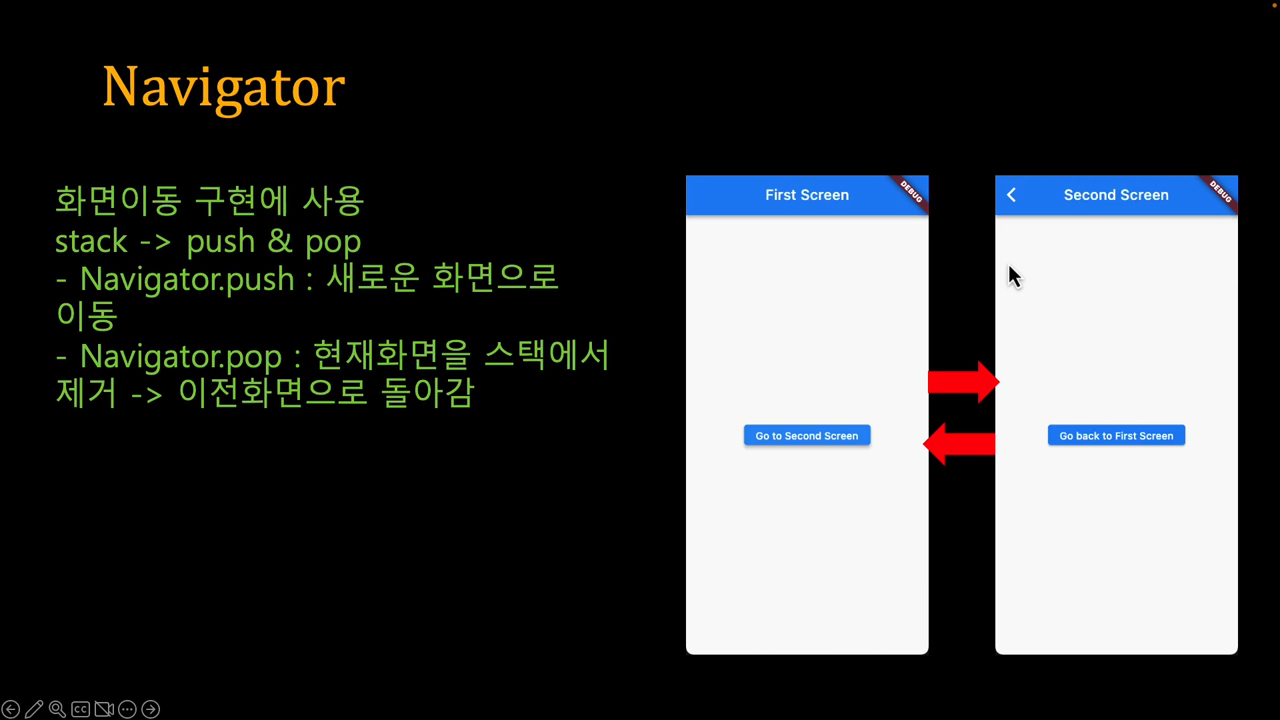 Navigator
화면이동 구현에 사용
stack -> push & pop
- Navigator.push : 새로운 화면으로
이동
- Navigator.pop : 현재화면을 스택에서
제거 -> 이전화면으로 돌아감
First Screen
DEBUG
Go to Second Screen
Second Screen
DEBUG
Go back to First Screen
CC